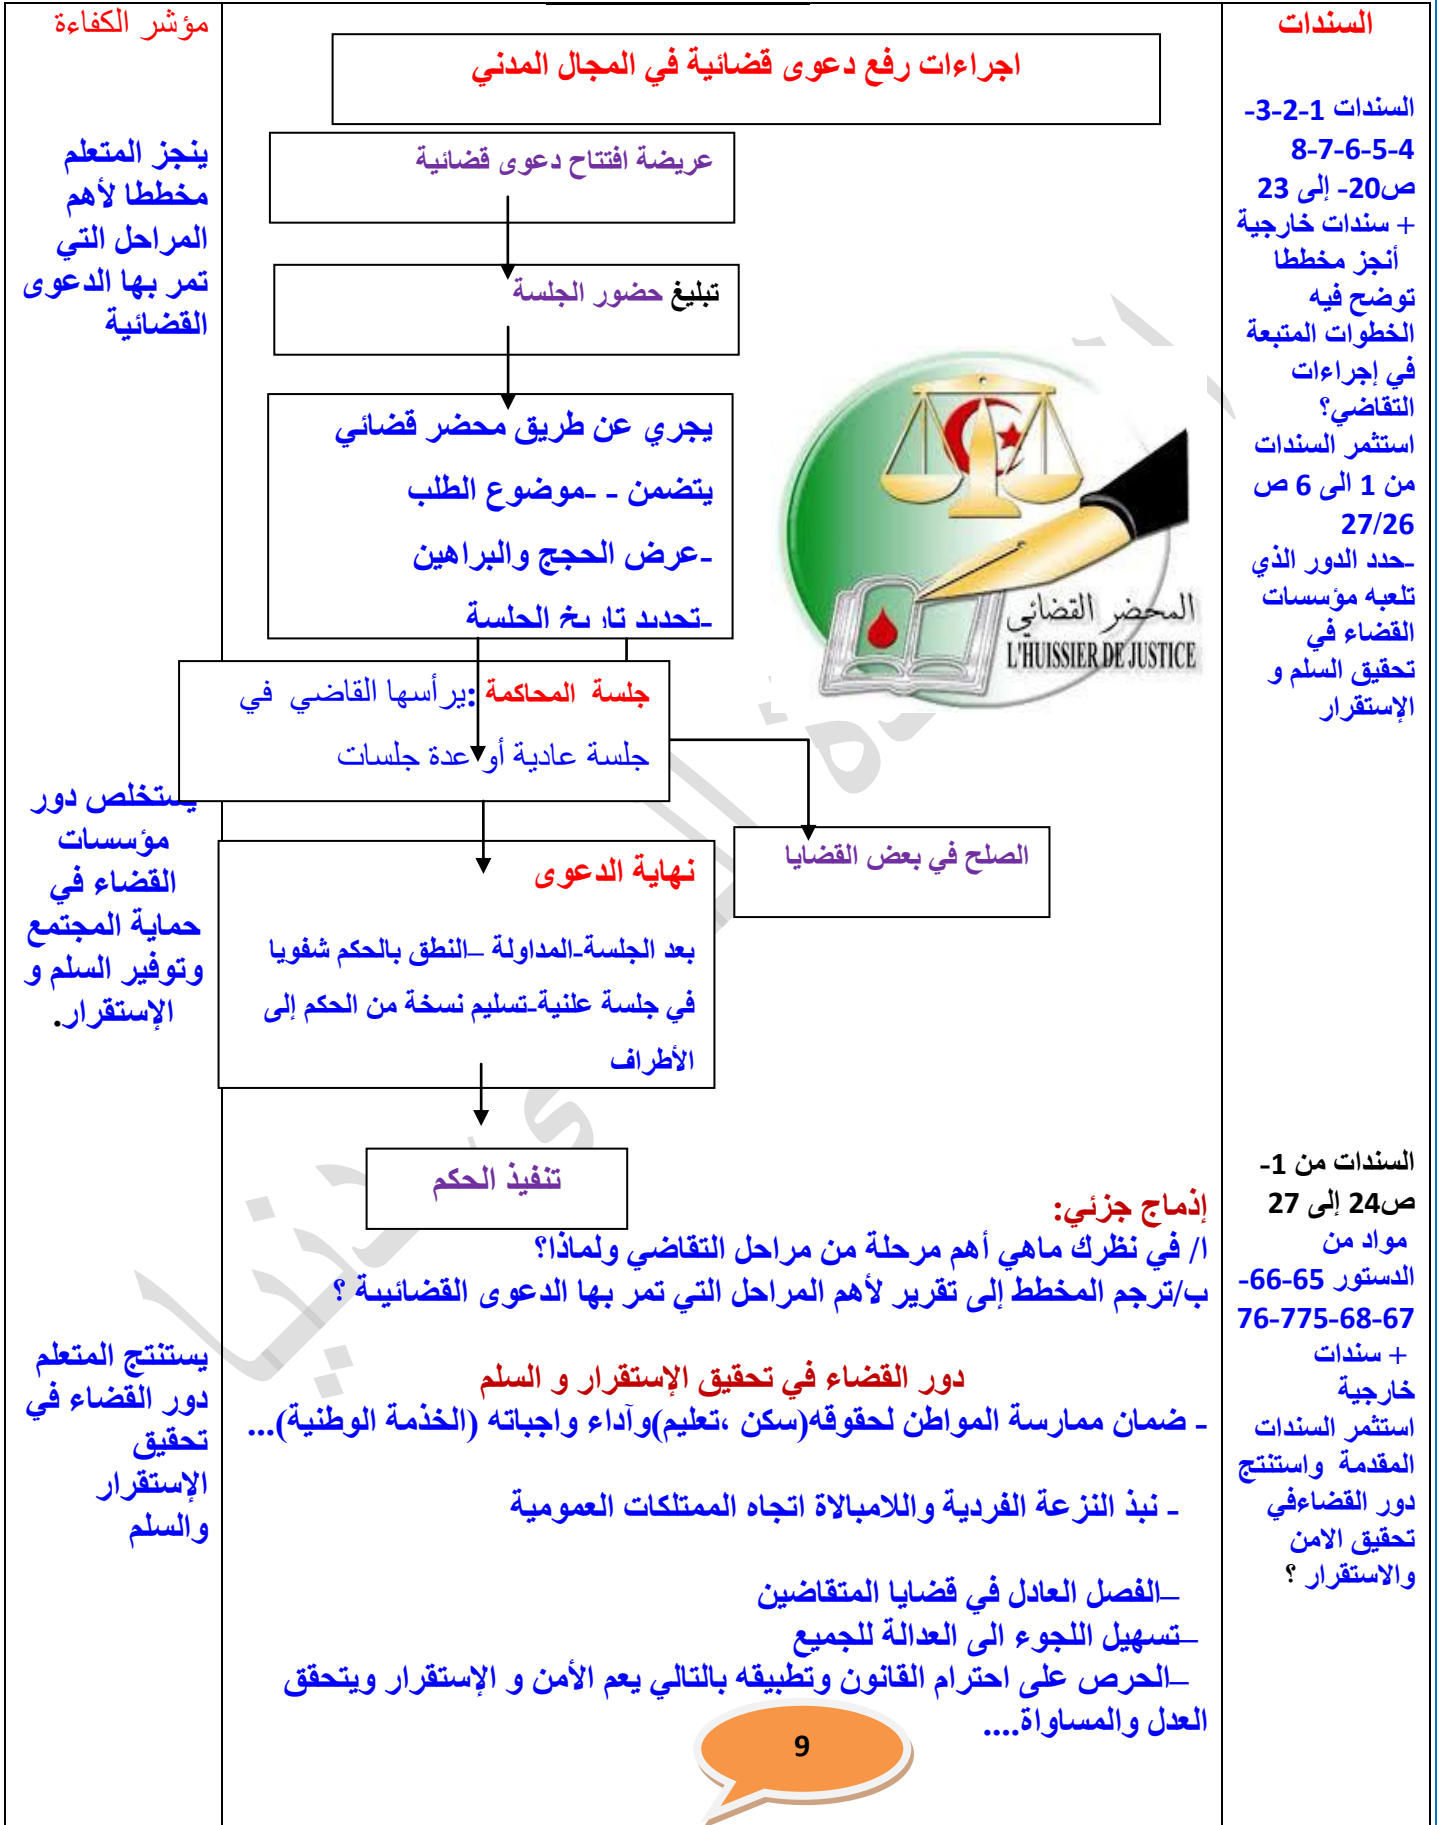 السندات
السندات 1-2-3-
4-5-6-7-8
ص20- إلى 23
+ سندات خارجية
أنجز مخططا
توضح فيه
الخطوات المتبعة
في إجراءات
التقاضي؟
استثمر السندات
من 1 الى 6 ص
27/26
-حدد الدور الذي
تلعبه مؤسسات
القضاء في
تحقيق السلم و
الإستقرار
السندات من 1-
ص24 إلى 27
مواد من
الدستور 65-66-
67-68-775-76
+ سندات
خارجية
استثمر السندات
المقدمة واستنتج
دور القضاءفي
تحقيق الامن
والاستقرار ؟
اجراءات رفع دعوى قضائية في المجال المدني
عريضة افتتاح دعوى قضائية
تبليغ حضور الجلسة
يجري عن طريق محضر قضائي
يتضمن - -موضوع الطلب
-عرض الحجج والبراهين
-تحديد تاريخ الجلسة
المحضر القضائي
L'HUISSIER DE JUSTICE
جلسة المحاكمة :يرأسها القاضي في
جلسة عادية أو عدة جلسات
الصلح في بعض القضايا
نهاية الدعوى
بعد الجلسة-المداولة –النطق بالحكم شفويا
في جلسة علنية-تسليم نسخة من الحكم إلى
الأطراف
تنفيذ الحكم
إذماج جزئي:
ا/ في نظرك ماهي أهم مرحلة من مراحل التقاضي ولماذا؟
ب/ترجم المخطط إلى تقرير لأهم المراحل التي تمر بها الدعوى القضائيىة ؟
دور القضاء في تحقيق الإستقرار و السلم
- ضمان ممارسة المواطن لحقوقه(سكن ،تعليم)وآداء واجباته (الخذمة الوطنية)...
- نبذ النزعة الفردية واللامبالاة اتجاه الممتلكات العمومية
–الفصل العادل في قضايا المتقاضين
–تسهيل اللجوء الى العدالة للجميع
–الحرص على احترام القانون وتطبيقه بالتالي يعم الأمن و الإستقرار ويتحقق
العدل والمساواة....
9
مؤشر الكفاءة
ينجز المتعلم
مخططا لأهم
المراحل التي
تمر بها الدعوى
القضائية
يستخلص دور
مؤسسات
القضاء في
حماية المجتمع
وتوفير السلم و
الإستقرار.
يستنتج المتعلم
دور القضاء في
تحقيق
الإستقرار
والسلم